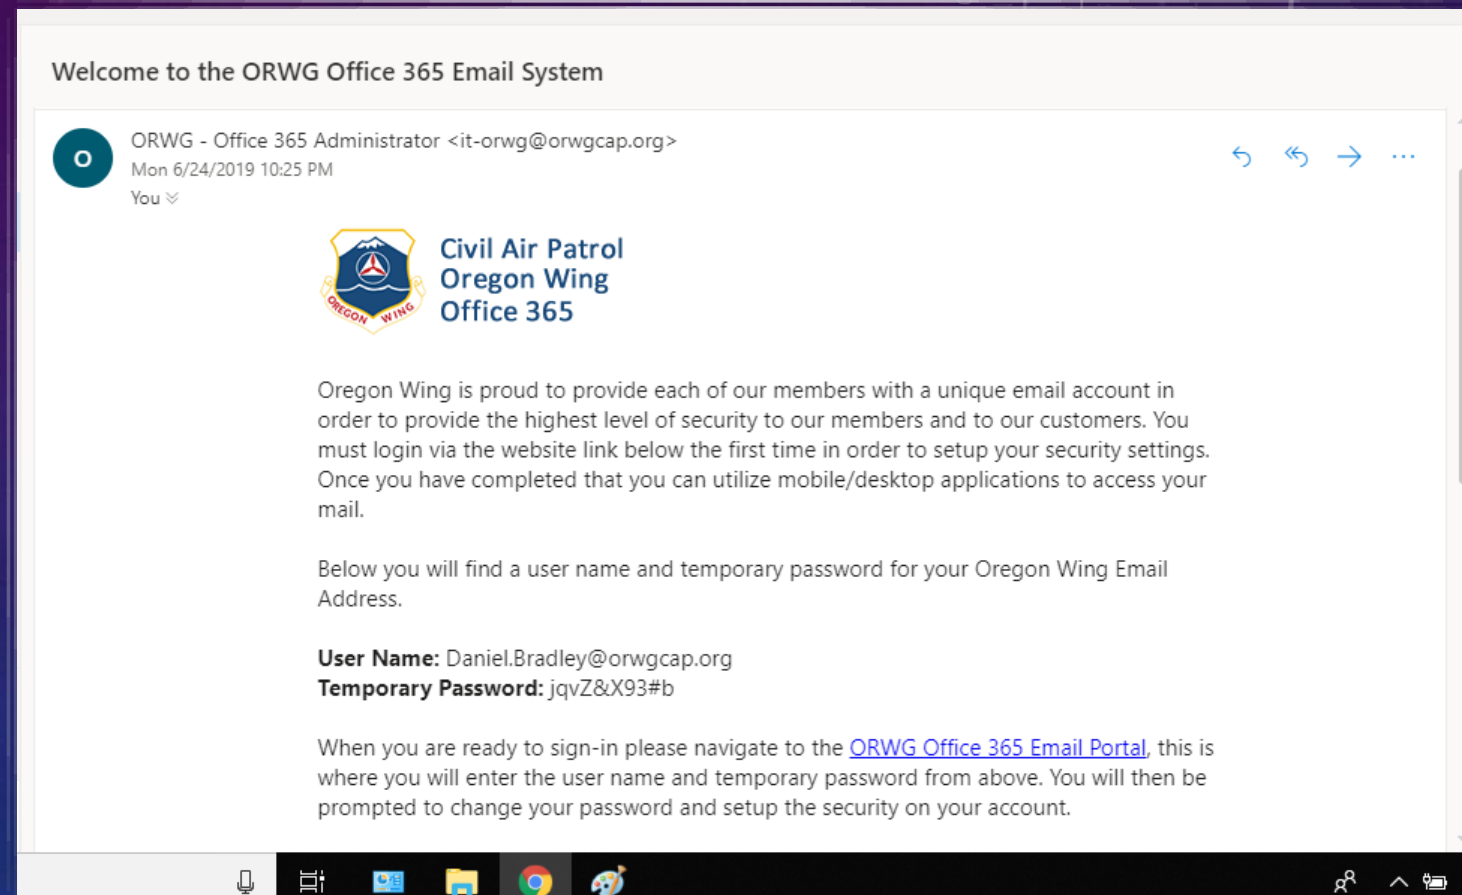 Welcome to the ORWG Office 365 Email System
O
ORWG - Office 365 Administrator <it-orwg@orwgcap.org>
Mon 6/24/2019 10:25 PM
You
OREGON WING
Civil Air Patrol
Oregon Wing
Office 365
Oregon Wing is proud to provide each of our members with a unique email account in
order to provide the highest level of security to our members and to our customers. You
must login via the website link below the first time in order to setup your security settings.
Once you have completed that you can utilize mobile/desktop applications to access your
mail.
Below you will find a user name and temporary password for your Oregon Wing Email
Address.
User Name: Daniel.Bradley@orwgcap.org
Temporary Password: jqvZ&X93#b
When you are ready to sign-in please navigate to the ORWG Office 365 Email Portal, this is
where you will enter the user name and temporary password from above. You will then be
prompted to change your password and setup the security on your account.